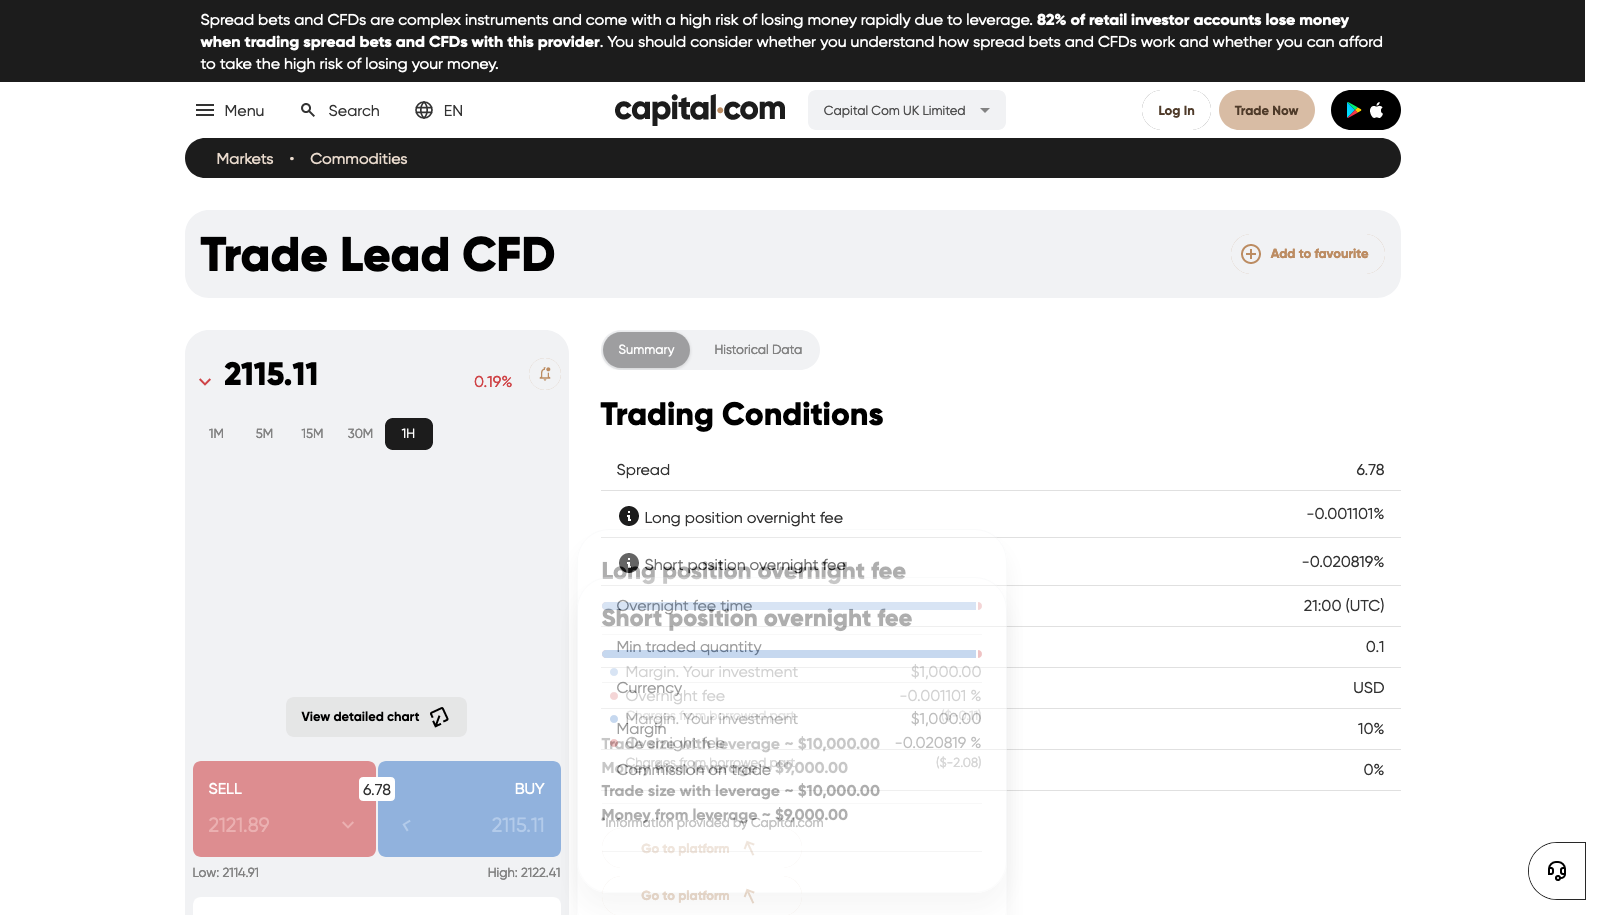 Spread bets and CFDs are complex instruments and come with a high risk of losing money rapidly due to leverage. 82% of retail investor accounts lose money
when trading spread bets and CFDs with this provider. You should consider whether you understand how spread bets and CFDs work and whether you can afford
to take the high risk of losing your money.
Menu Search EN capital.com Capital Com UK Limited Log In Trade Now
Markets • Commodities
Trade Lead CFD
Add to favourite
2115.11
0.19%
1M 5M 15M 30M 1H
View detailed chart
SELL 6.78 BUY
2121.89 2115.11
Low: 2114.91 High: 2122.41
Summary Historical Data
Trading Conditions
Spread 6.78
Long position overnight fee -0.001101%
Short position overnight fee -0.020819%
Long position overnight fee
Overnight fee time 21:00 (UTC)
Short position overnight fee
Min traded quantity 0.1
Margin. Your investment $1,000.00
Currency USD
Overnight fee -0.001101 %
Margin. Your investment $1,000.00
Margin 10%
Overnight fee -0.020819 %
Trade size with leverage ~ $10,000.00
Charges from borrowed part ($-2.08)
Money from leverage ~ $9,000.00
Commission on trade 0%
Trade size with leverage ~ $10,000.00
Money from leverage ~ $9,000.00
*Information provided by Capital.com
Go to platform
Go to platform